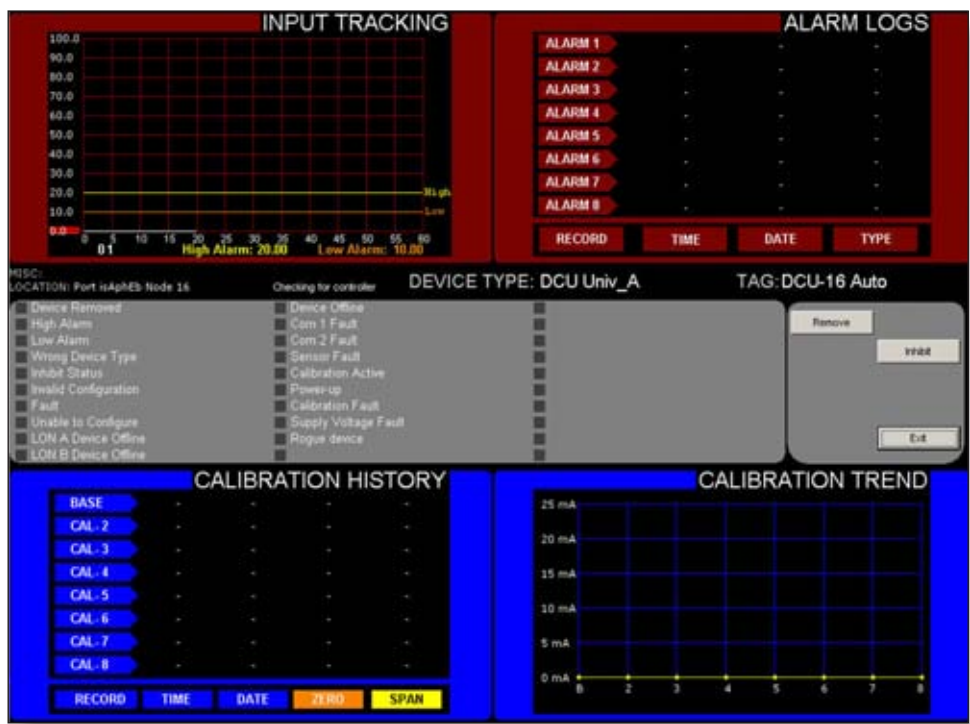 INPUT TRACKING
100.0
90.0
80.0
70.0
60.0
50.0
40.0
30.0
20.0
10.0
0.0
High
Low
0 5 10 15 20 25 30 35 40 45 50 55 60
01 High Alarm: 20.00 Low Alarm: 10.00
ALARM LOGS
ALARM 1 - - -
ALARM 2 - - -
ALARM 3 - - -
ALARM 4 - - -
ALARM 5 - - -
ALARM 6 - - -
ALARM 7 - - -
ALARM 8 - - -
RECORD TIME DATE TYPE
MISC:
LOCATION: Port isAphEb Node 16 Checking for controller DEVICE TYPE: DCU Univ_A TAG: DCU-16 Auto
Device Removed
High Alarm
Low Alarm
Wrong Device Type
Inhibit Status
Invalid Configuration
Fault
Unable to Configure
LON A Device Offline
LON B Device Offline
Device Offline
Com 1 Fault
Com 2 Fault
Sensor Fault
Calibration Active
Power-up
Calibration Fault
Supply Voltage Fault
Rogue device
Remove
Inhibit
Exit
CALIBRATION HISTORY
BASE - - - -
CAL- 2 - - - -
CAL- 3 - - - -
CAL- 4 - - - -
CAL- 5 - - - -
CAL- 6 - - - -
CAL- 7 - - - -
CAL- 8 - - - -
RECORD TIME DATE ZERO SPAN
CALIBRATION TREND
25 mA
20 mA
15 mA
10 mA
5 mA
0 mA
B 2 3 4 5 6 7 8